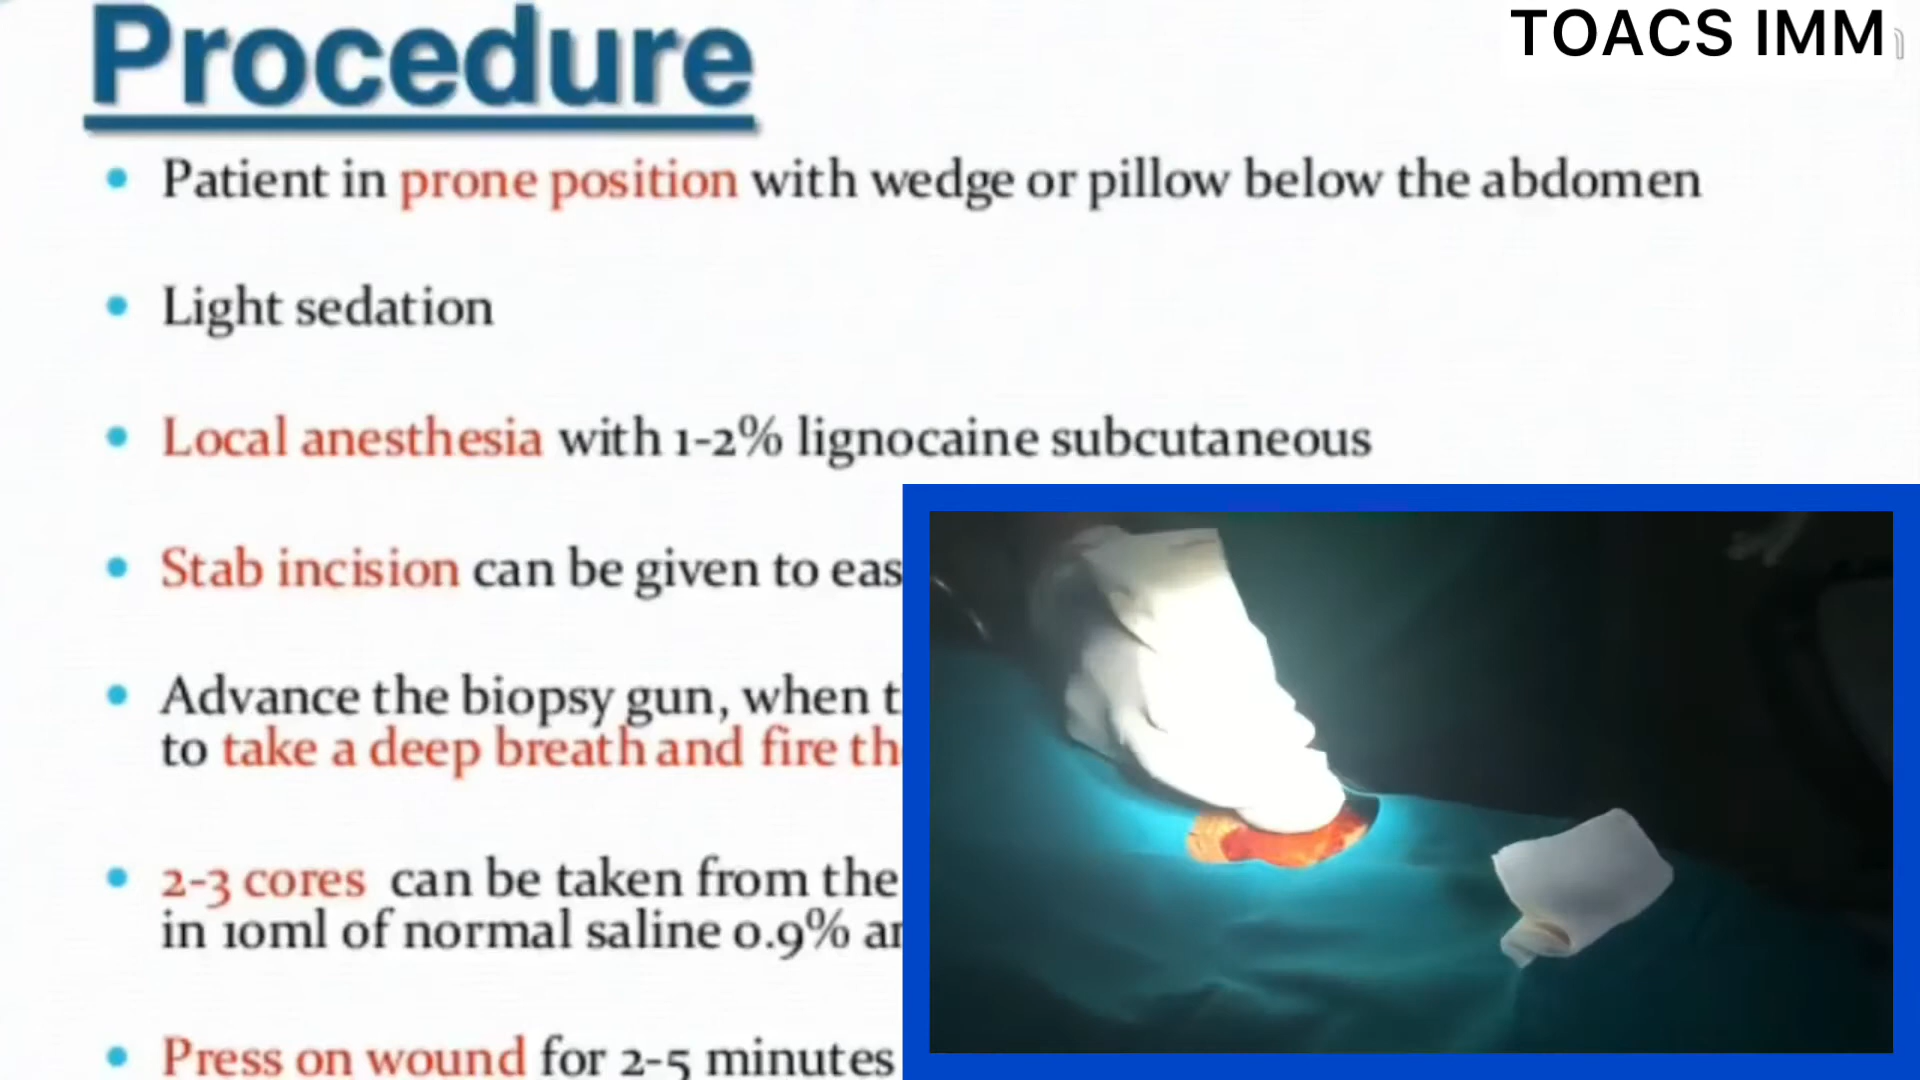 Procedure
TOACS IMM
Patient in prone position with wedge or pillow below the abdomen
Light sedation
Local anesthesia with 1-2% lignocaine subcutaneous
Stab incision can be given to
Advance the biopsy gun, when
to take a deep breath and fire
2-3 cores can be taken from the
in 10ml of normal saline 0.9%
Press on wound for 2-5 minutes